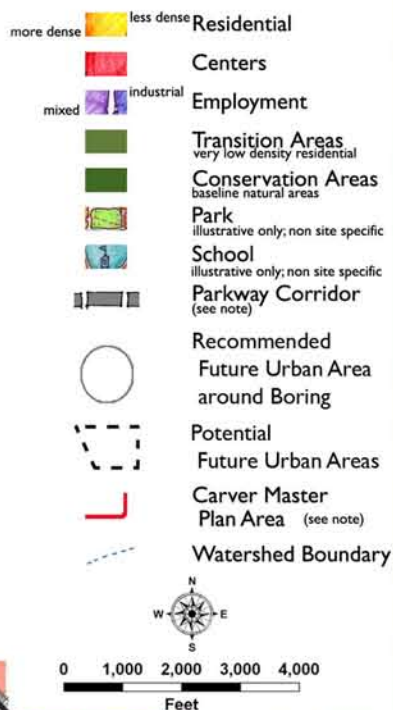 less dense
more dense
Residential
Centers
industrial
mixed
Employment
Transition Areas
very low density residential
Conservation Areas
baseline natural areas
Park
illustrative only; non site specific
School
illustrative only; non site specific
Parkway Corridor
(see note)
Recommended
Future Urban Area
around Boring
Potential
Future Urban Areas
Carver Master
Plan Area (see note)
Watershed Boundary
N
W E
S
0 1,000 2,000 3,000 4,000
Feet